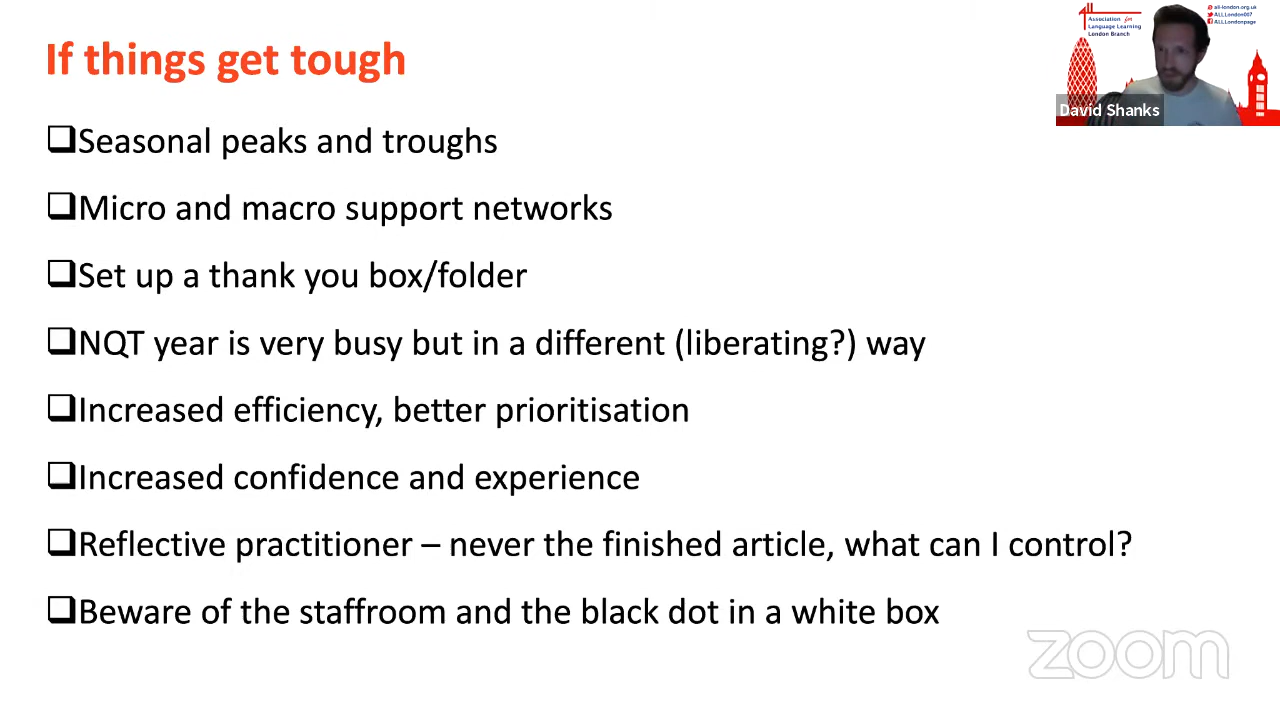 If things get tough
Seasonal peaks and troughs
Micro and macro support networks
Set up a thank you box/folder
NQT year is very busy but in a different (liberating?) way
Increased efficiency, better prioritisation
Increased confidence and experience
Reflective practitioner – never the finished article, what can I control?
Beware of the staffroom and the black dot in a white box
Association for
Language Learning
London Branch
all-london.org.uk
ALLLondon007
ALLLondonpage
David Shanks
zoom